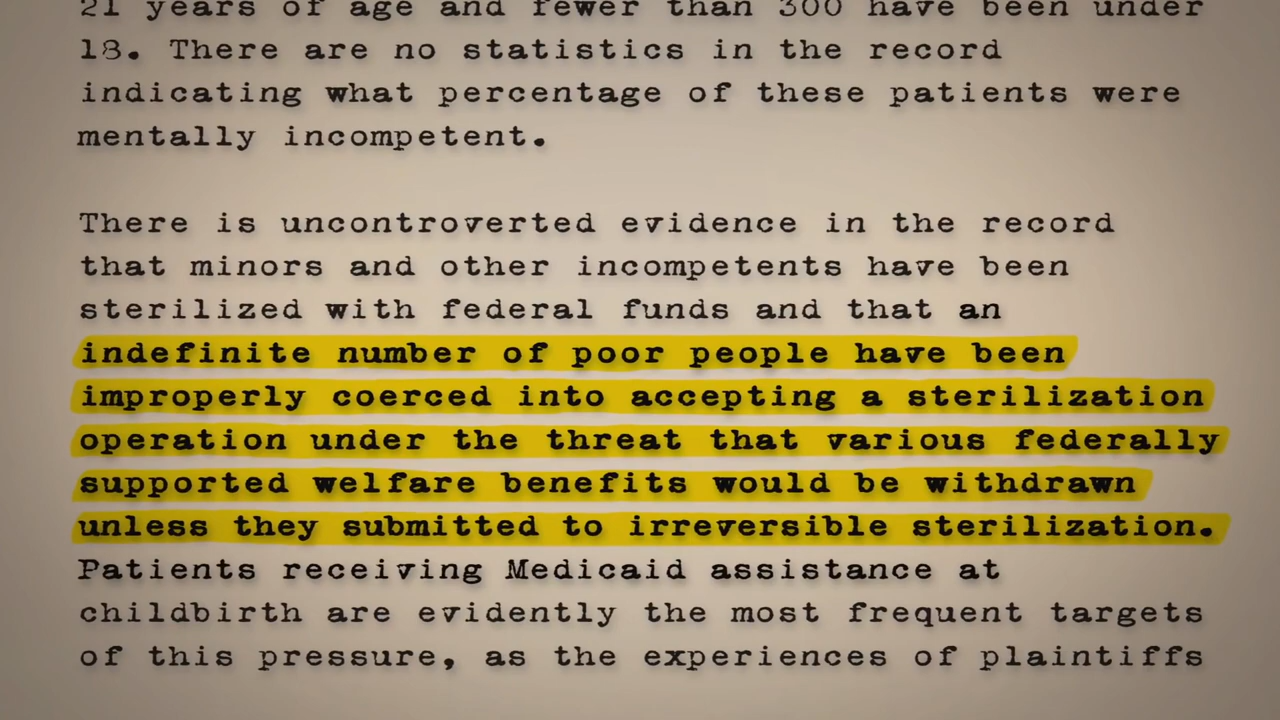 21 years of age and fewer than 300 have been under
18. There are no statistics in the record
indicating what percentage of these patients were
mentally incompetent.
There is uncontroverted evidence in the record
that minors and other incompetents have been
sterilized with federal funds and that an
indefinite number of poor people have been
improperly coerced into accepting a sterilization
operation under the threat that various federally
supported welfare benefits would be withdrawn
unless they submitted to irreversible sterilization.
Patients receiving Medicaid assistance at
childbirth are evidently the most frequent targets
of this pressure, as the experiences of plaintiffs